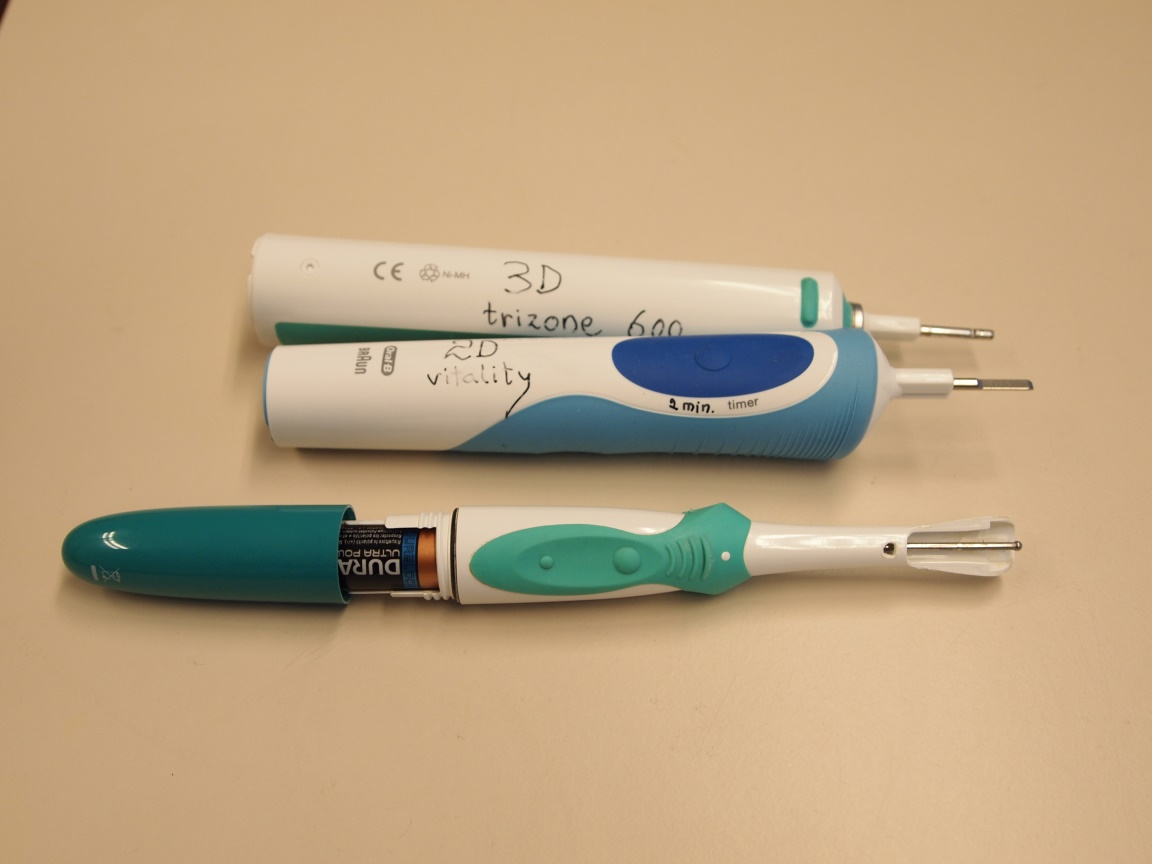 CE Ni-MH
3D
trizone 600
BRAUN Oral-B
2D
vitality
2 min. timer
DURA
ULTRA POW